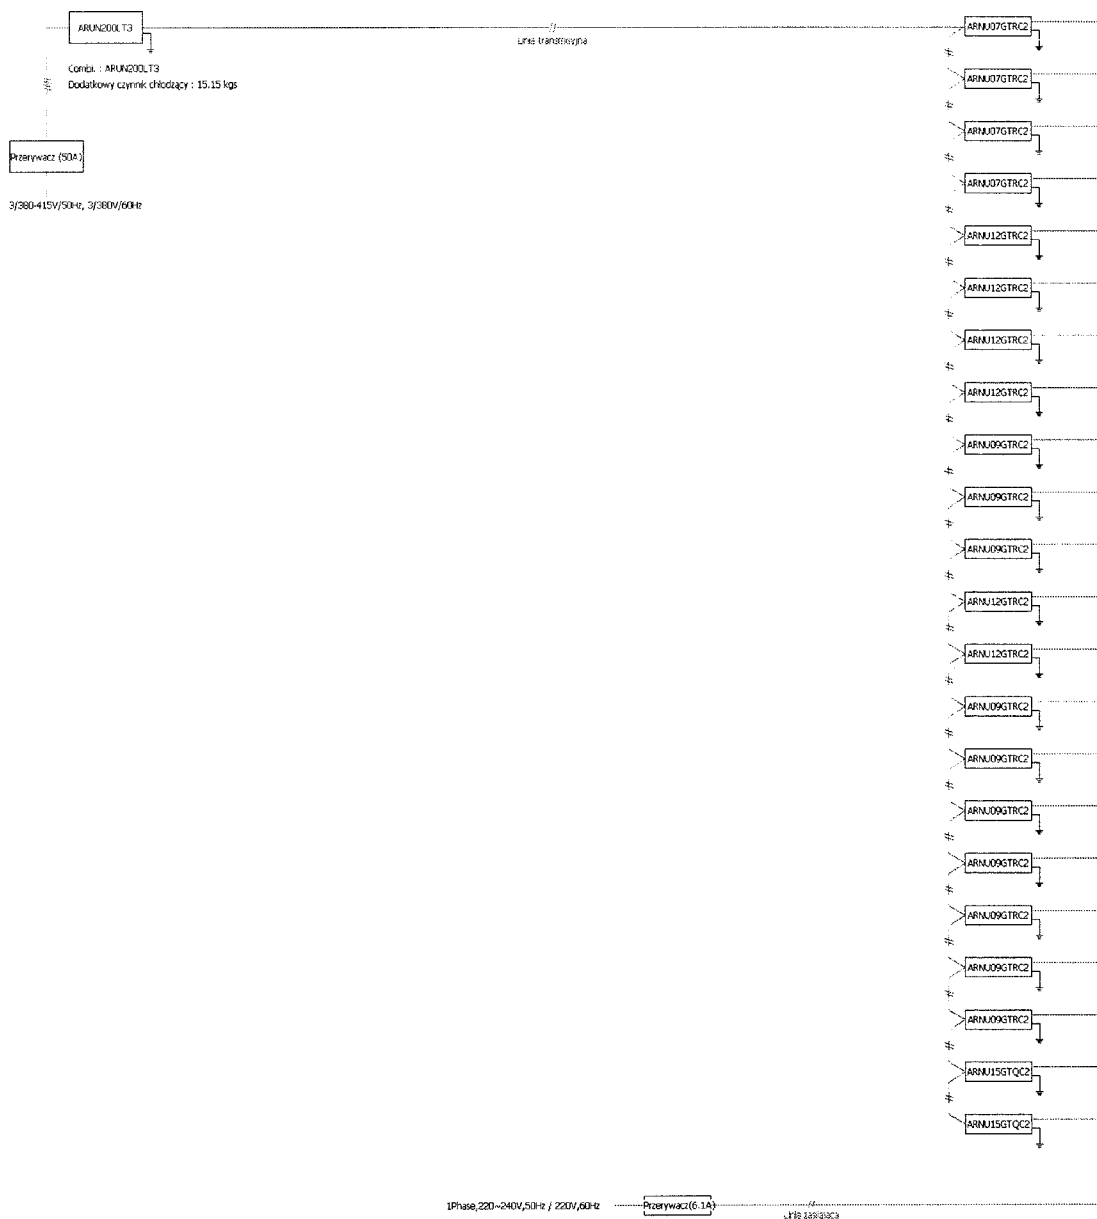 ARUN200LT3
Linie transmisyjna
Combi. : ARUN200LT3
Dodatkowy czynnik chłodzący : 15.15 kgs
Przerywacz (50A)
3/380-415V/50Hz, 3/380V/60Hz
ARNU07GTRC2
ARNU07GTRC2
ARNU07GTRC2
ARNU07GTRC2
ARNU12GTRC2
ARNU12GTRC2
ARNU12GTRC2
ARNU12GTRC2
ARNU09GTRC2
ARNU09GTRC2
ARNU09GTRC2
ARNU12GTRC2
ARNU12GTRC2
ARNU09GTRC2
ARNU09GTRC2
ARNU09GTRC2
ARNU09GTRC2
ARNU09GTRC2
ARNU09GTRC2
ARNU09GTRC2
ARNU15GTQC2
ARNU15GTQC2
1Phase,220~240V,50Hz / 220V,60Hz
Przerywacz(6.1A)
Linie zasilająca